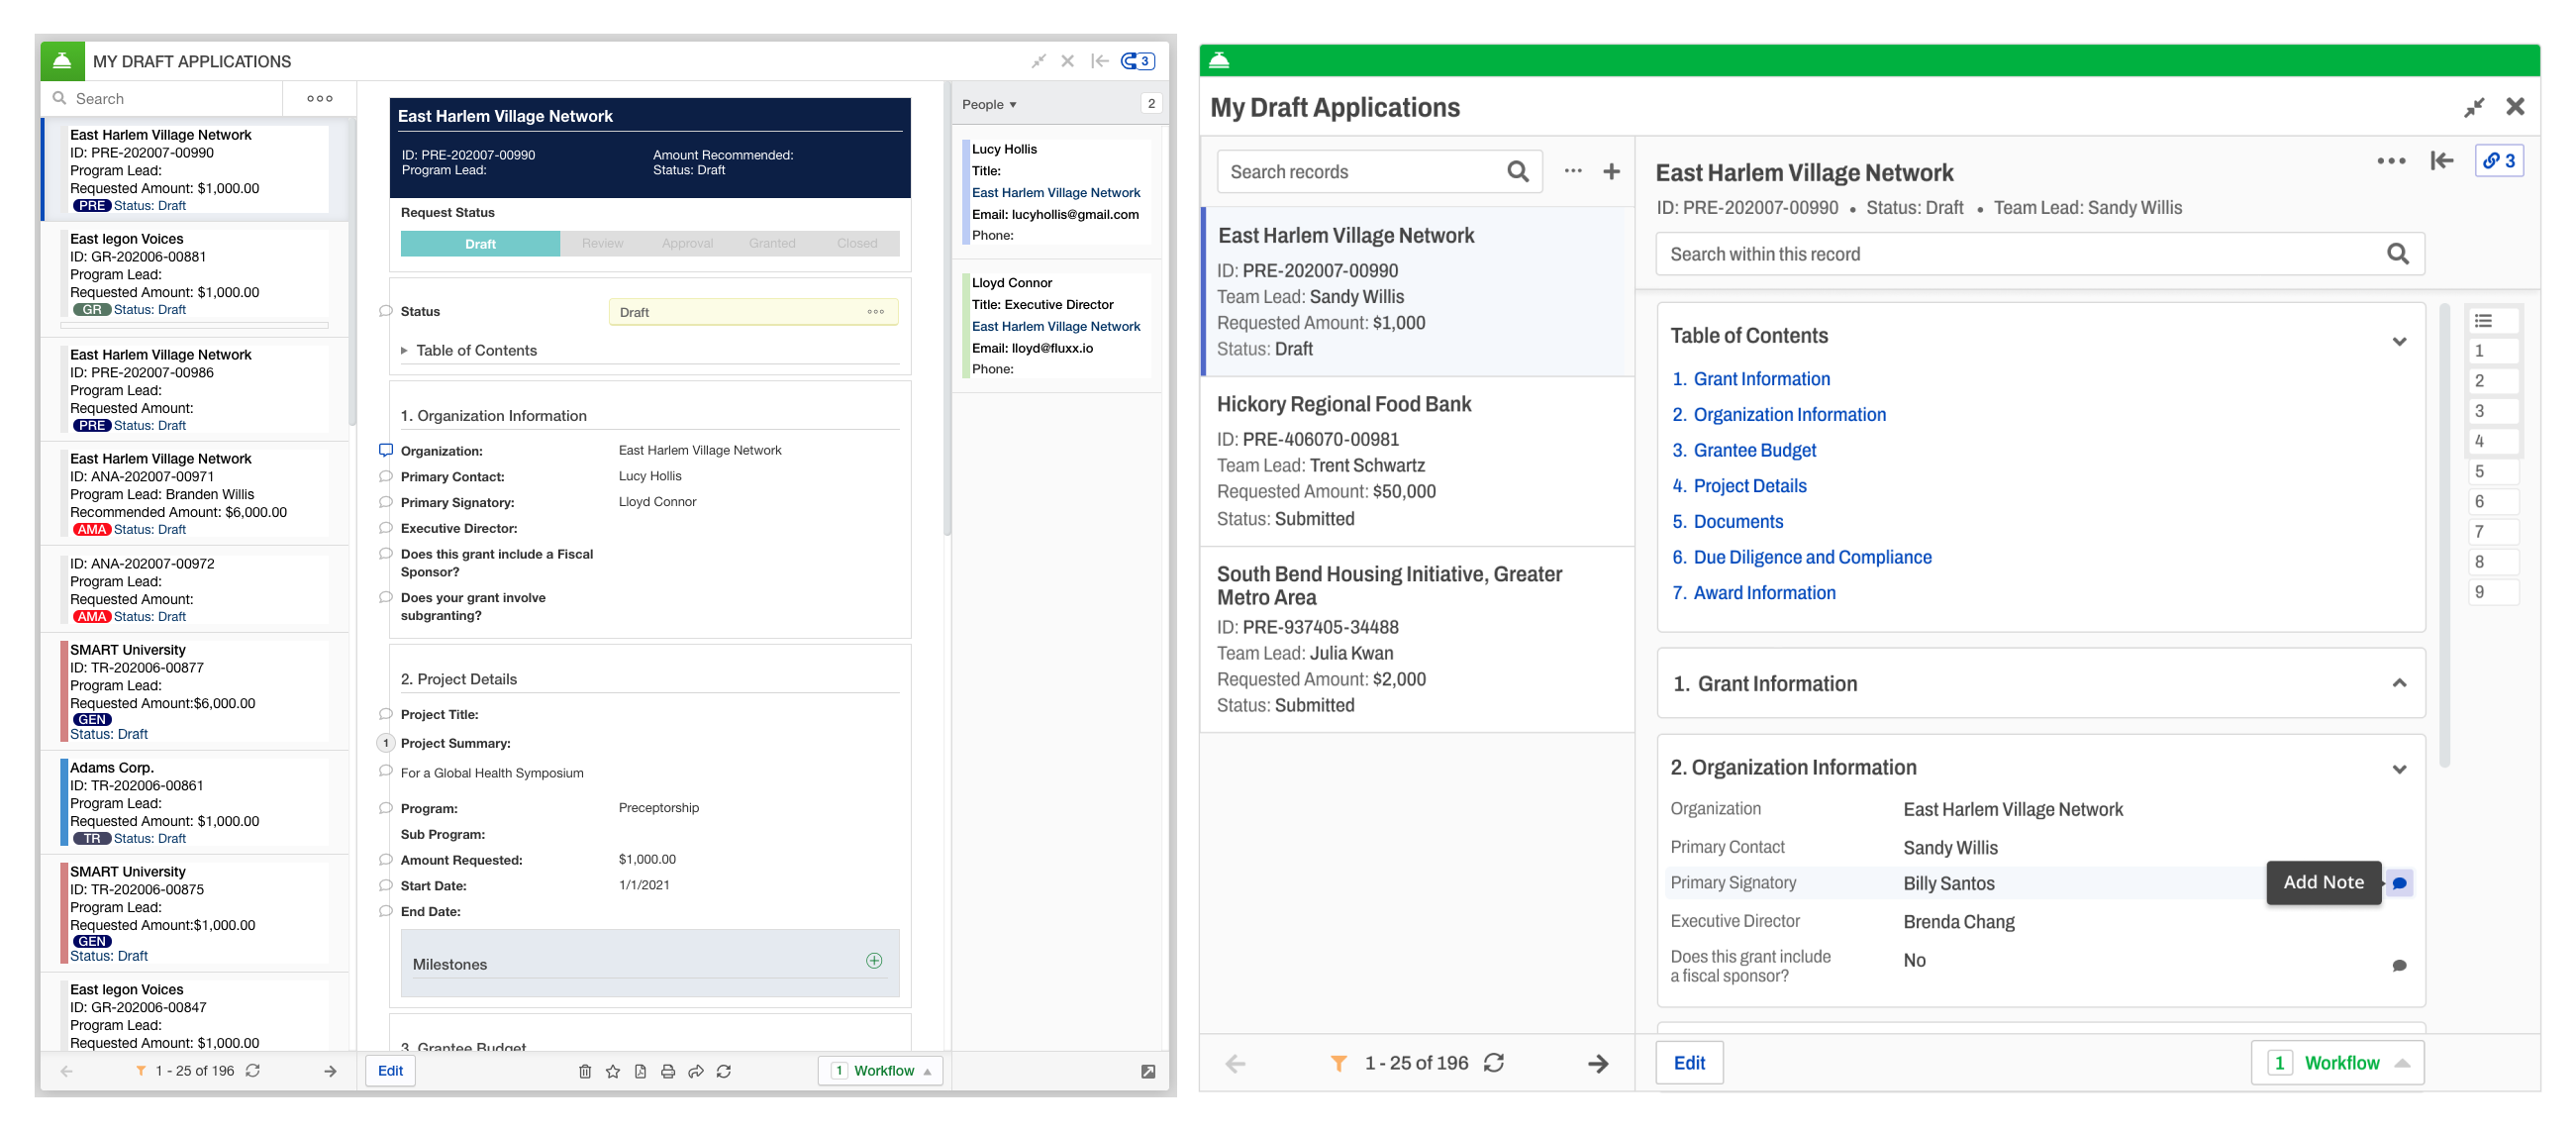 MY DRAFT APPLICATIONS
3
Search
East Harlem Village Network
ID: PRE-202007-00990
Program Lead:
Requested Amount: $1,000.00
PRE Status: Draft
East legon Voices
ID: GR-202006-00881
Program Lead:
Requested Amount: $1,000.00
GR Status: Draft
East Harlem Village Network
ID: PRE-202007-00986
Program Lead:
Requested Amount:
PRE Status: Draft
East Harlem Village Network
ID: ANA-202007-00971
Program Lead: Branden Willis
Recommended Amount: $6,000.00
AMA Status: Draft
ID: ANA-202007-00972
Program Lead:
Requested Amount:
AMA Status: Draft
SMART University
ID: TR-202006-00877
Program Lead:
Requested Amount:$6,000.00
GEN
Status: Draft
Adams Corp.
ID: TR-202006-00861
Program Lead:
Requested Amount: $1,000.00
TR Status: Draft
SMART University
ID: TR-202006-00875
Program Lead:
Requested Amount:$1,000.00
GEN
Status: Draft
East legon Voices
ID: GR-202006-00847
Program Lead:
Requested Amount: $1,000.00
1 - 25 of 196
East Harlem Village Network
ID: PRE-202007-00990 Amount Recommended:
Program Lead: Status: Draft
Request Status
Draft Review Approval Granted Closed
Status Draft
Table of Contents
1. Organization Information
Organization: East Harlem Village Network
Primary Contact: Lucy Hollis
Primary Signatory: Lloyd Connor
Executive Director:
Does this grant include a Fiscal
Sponsor?
Does your grant involve
subgranting?
2. Project Details
Project Title:
1 Project Summary:
For a Global Health Symposium
Program: Preceptorship
Sub Program:
Amount Requested: $1,000.00
Start Date: 1/1/2021
End Date:
Milestones
3. Grantee Budget
Edit
1 Workflow
People 2
Lucy Hollis
Title:
East Harlem Village Network
Email: lucyhollis@gmail.com
Phone:
Lloyd Connor
Title: Executive Director
East Harlem Village Network
Email: lloyd@fluxx.io
Phone:
My Draft Applications
Search records
East Harlem Village Network
ID: PRE-202007-00990
Team Lead: Sandy Willis
Requested Amount: $1,000
Status: Draft
Hickory Regional Food Bank
ID: PRE-406070-00981
Team Lead: Trent Schwartz
Requested Amount: $50,000
Status: Submitted
South Bend Housing Initiative, Greater
Metro Area
ID: PRE-937405-34488
Team Lead: Julia Kwan
Requested Amount: $2,000
Status: Submitted
1 - 25 of 196
East Harlem Village Network
3
ID: PRE-202007-00990 • Status: Draft • Team Lead: Sandy Willis
Search within this record
Table of Contents
1. Grant Information
2. Organization Information
3. Grantee Budget
4. Project Details
5. Documents
6. Due Diligence and Compliance
7. Award Information
1. Grant Information
2. Organization Information
Organization East Harlem Village Network
Primary Contact Sandy Willis
Primary Signatory Billy Santos
Add Note
Executive Director Brenda Chang
Does this grant include
a fiscal sponsor?
No
1
2
3
4
5
6
7
8
9
Edit
1 Workflow